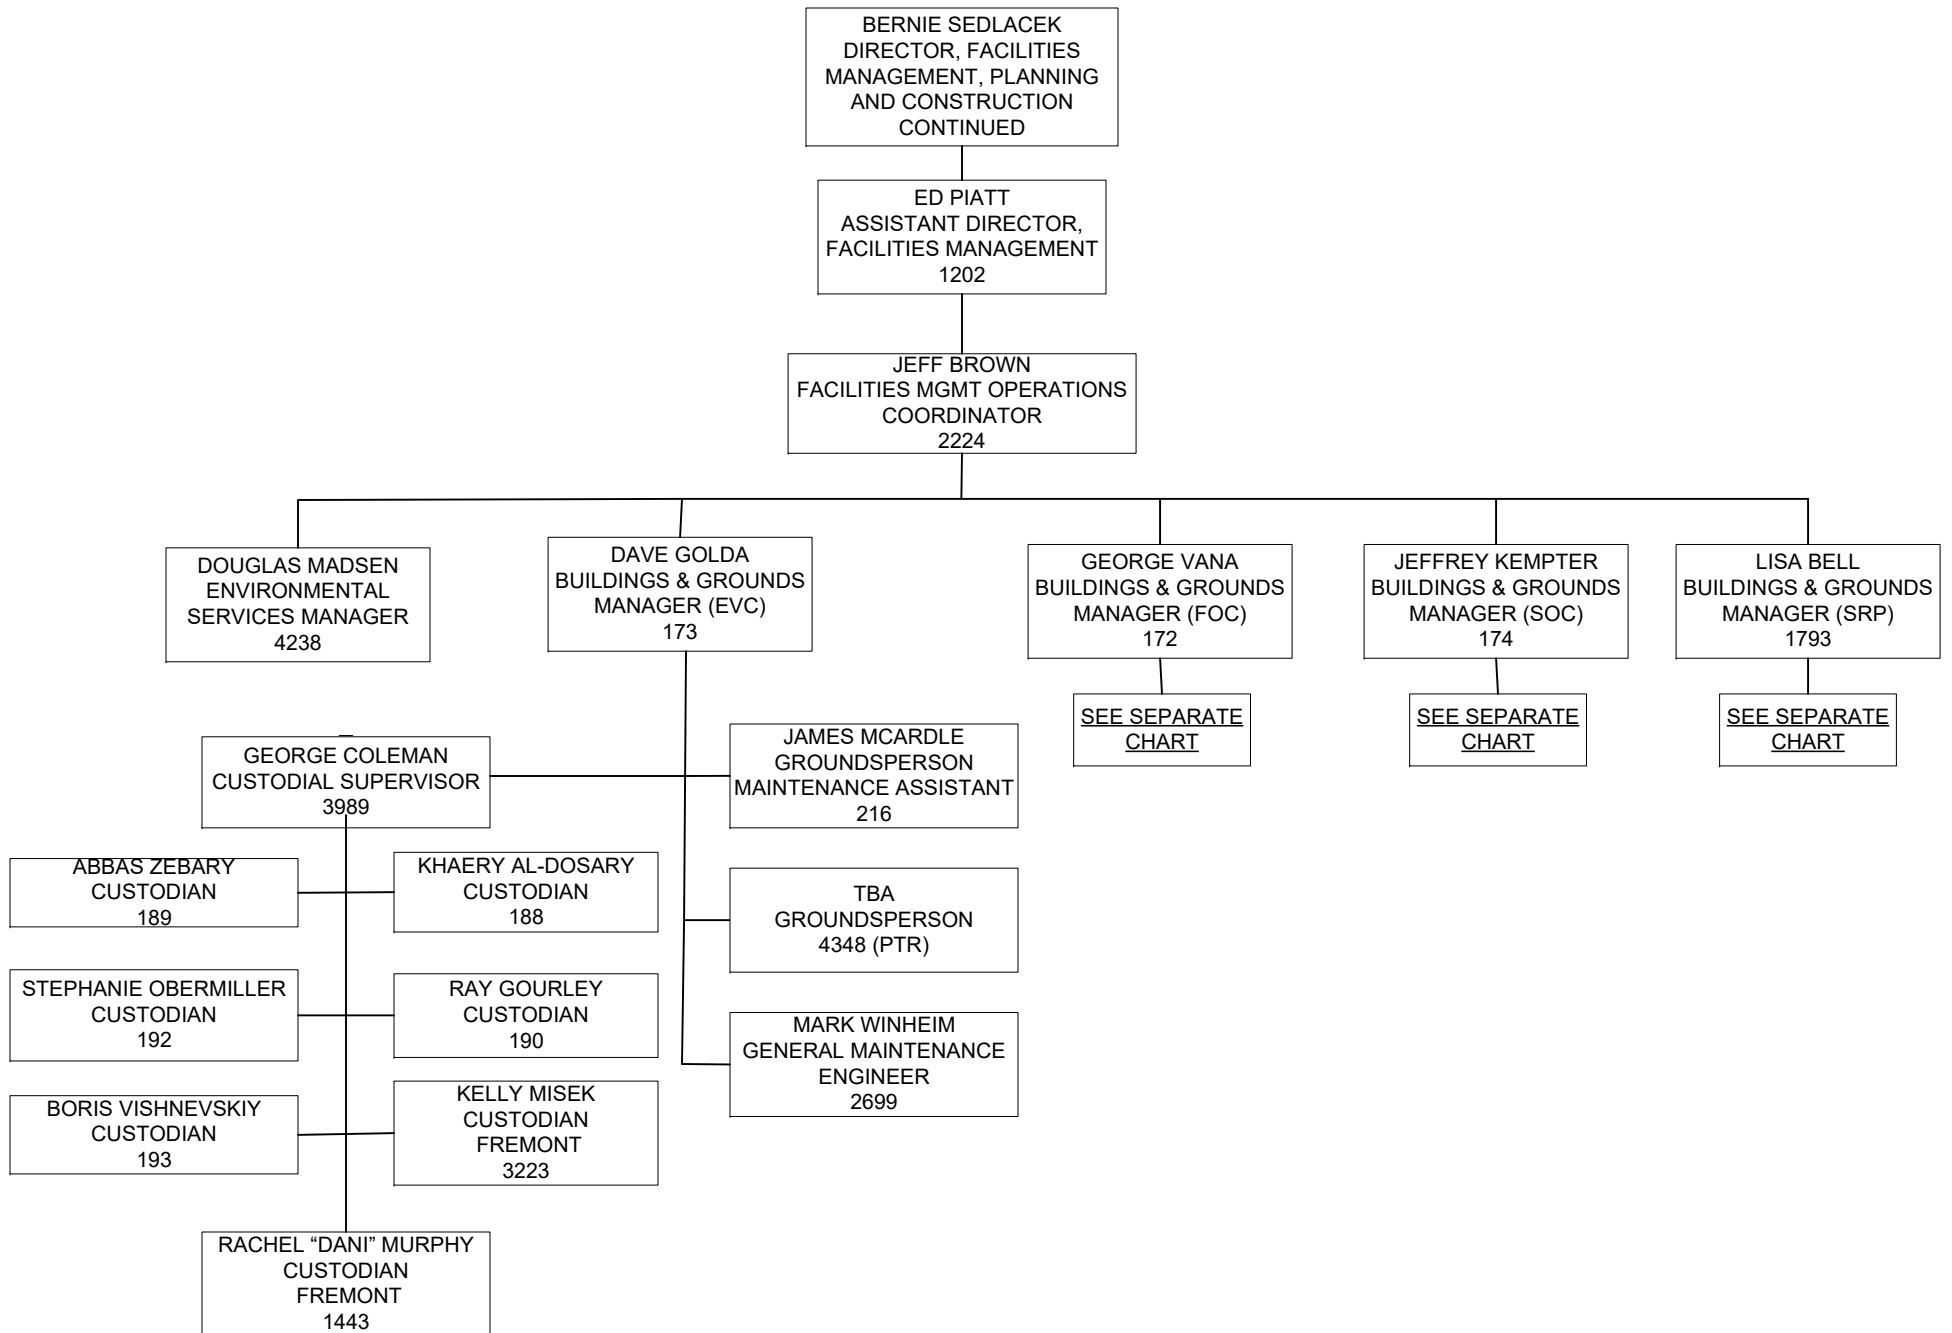 BERNIE SEDLACEK
DIRECTOR, FACILITIES
MANAGEMENT, PLANNING
AND CONSTRUCTION
CONTINUED
ED PIATT
ASSISTANT DIRECTOR,
FACILITIES MANAGEMENT
1202
JEFF BROWN
FACILITIES MGMT OPERATIONS
COORDINATOR
2224
DOUGLAS MADSEN
ENVIRONMENTAL
SERVICES MANAGER
4238
DAVE GOLDA
BUILDINGS & GROUNDS
MANAGER (EVC)
173
GEORGE VANA
BUILDINGS & GROUNDS
MANAGER (FOC)
172
JEFFREY KEMPTER
BUILDINGS & GROUNDS
MANAGER (SOC)
174
LISA BELL
BUILDINGS & GROUNDS
MANAGER (SRP)
1793
SEE SEPARATE
CHART
SEE SEPARATE
CHART
SEE SEPARATE
CHART
GEORGE COLEMAN
CUSTODIAL SUPERVISOR
3989
JAMES MCARDLE
GROUNDSPERSON
MAINTENANCE ASSISTANT
216
ABBAS ZEBARY
CUSTODIAN
189
KHAERY AL-DOSARY
CUSTODIAN
188
TBA
GROUNDSPERSON
4348 (PTR)
STEPHANIE OBERMILLER
CUSTODIAN
192
RAY GOURLEY
CUSTODIAN
190
MARK WINHEIM
GENERAL MAINTENANCE
ENGINEER
2699
BORIS VISHNEVSKIY
CUSTODIAN
193
KELLY MISEK
CUSTODIAN
FREMONT
3223
RACHEL “DANI” MURPHY
CUSTODIAN
FREMONT
1443